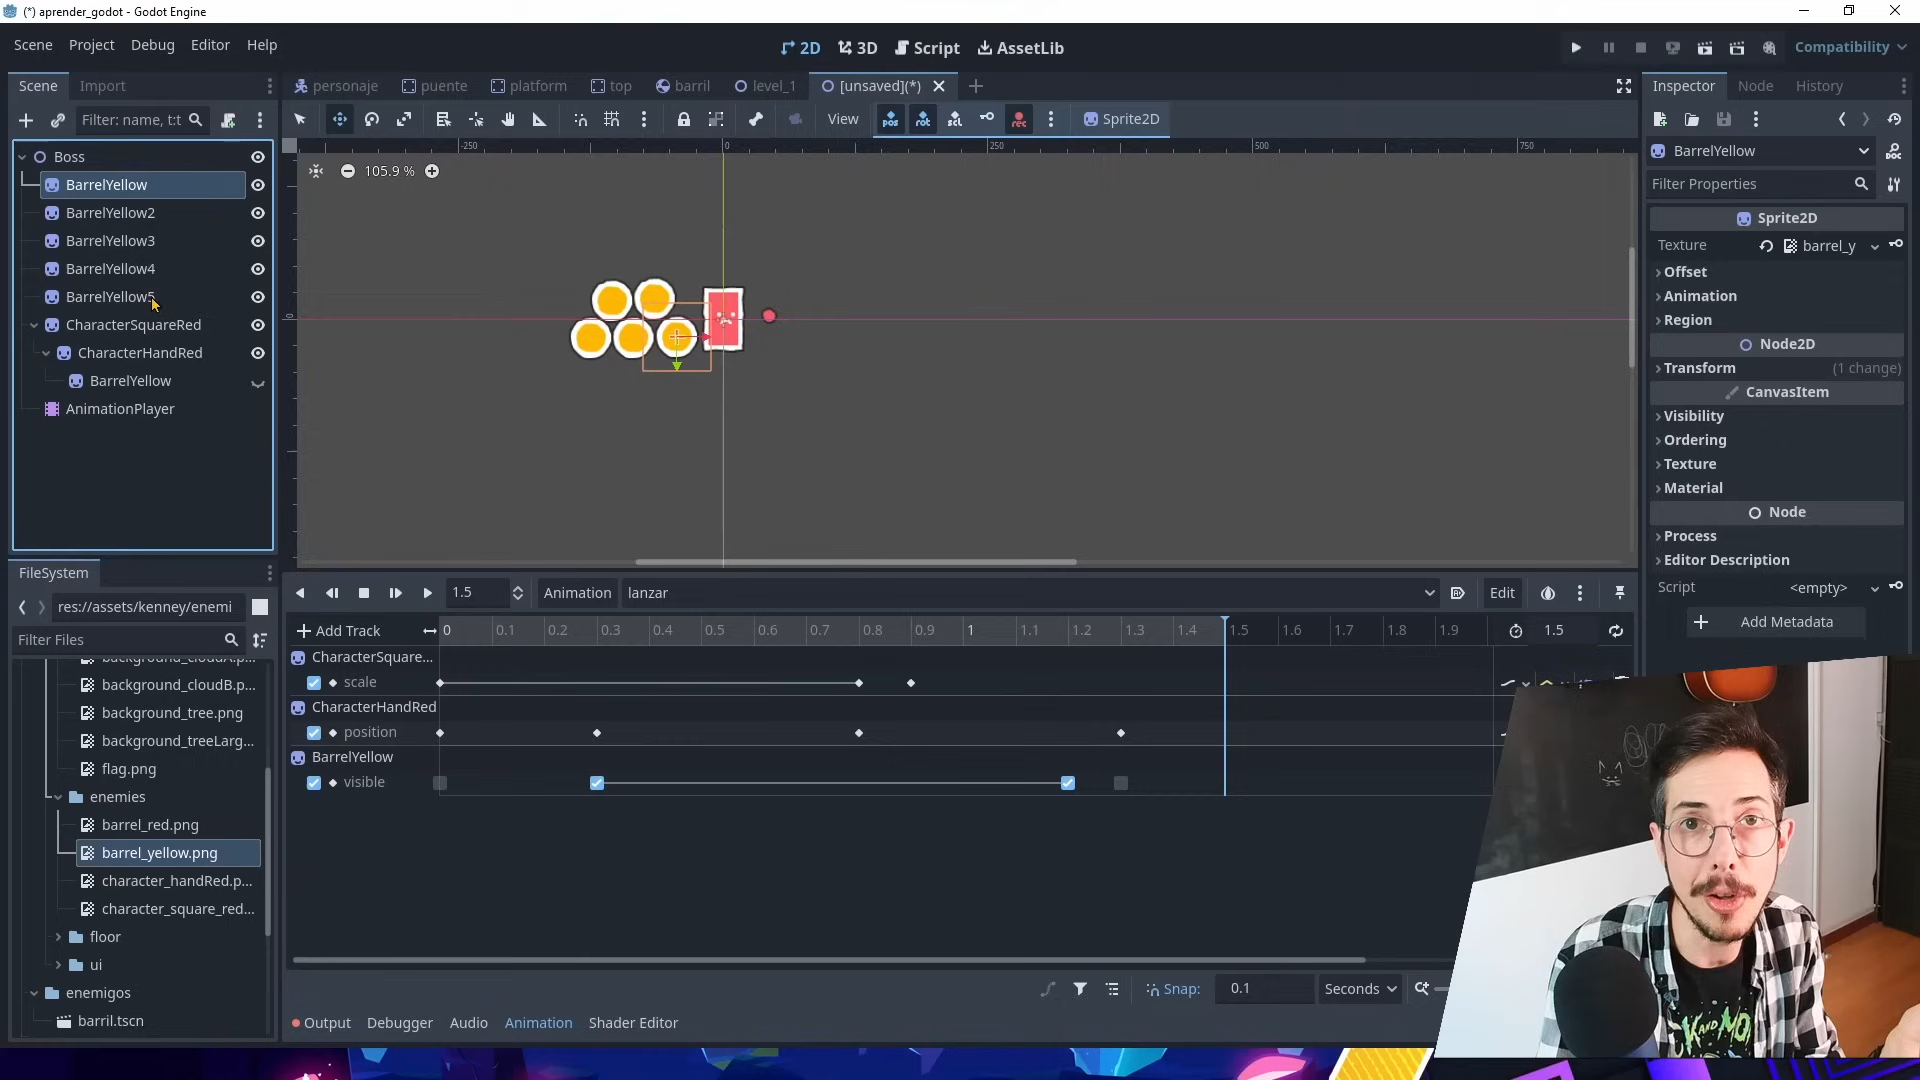 (*) aprender_godot - Godot Engine
Scene Project Debug Editor Help
2D 3D Script AssetLib
Compatibility
Scene Import
personaje puente platform top barril level_1 [unsaved](*)
Inspector Node History
Filter: name, t:t
View
Sprite2D
-250 0 250 500 750
105.9 %
0
Boss
BarrelYellow
BarrelYellow2
BarrelYellow3
BarrelYellow4
BarrelYellow5
CharacterSquareRed
CharacterHandRed
BarrelYellow
AnimationPlayer
BarrelYellow
Filter Properties
Sprite2D
Texture barrel_y
Offset
Animation
Region
Node2D
Transform (1 change)
CanvasItem
Visibility
Ordering
Texture
Material
Node
Process
Editor Description
Script <empty>
Add Metadata
FileSystem
res://assets/kenney/enemi
Filter Files
background_cloudA.p...
background_cloudB.p...
background_tree.png
background_treeLarg...
flag.png
enemies
barrel_red.png
barrel_yellow.png
character_handRed.p...
character_square_red...
floor
ui
enemigos
barril.tscn
1.5 Animation lanzar Edit
Add Track 0 0.1 0.2 0.3 0.4 0.5 0.6 0.7 0.8 0.9 1 1.1 1.2 1.3 1.4 1.5 1.6 1.7 1.8 1.9 1.5
CharacterSquare...
scale
CharacterHandRed
position
BarrelYellow
visible
Snap: 0.1 Seconds
Output Debugger Audio Animation Shader Editor